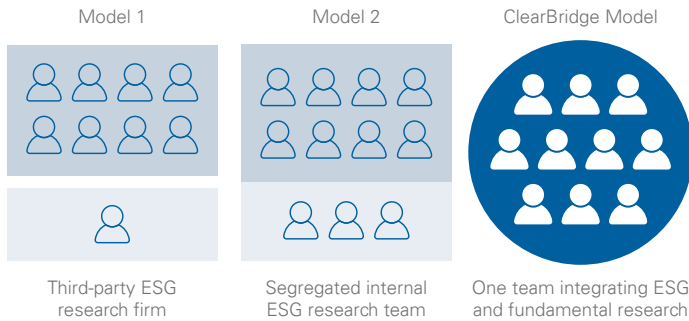 Model 1
Model 2
ClearBridge Model
Third-party ESG
research firm
Segregated internal
ESG research team
One team integrating ESG
and fundamental research